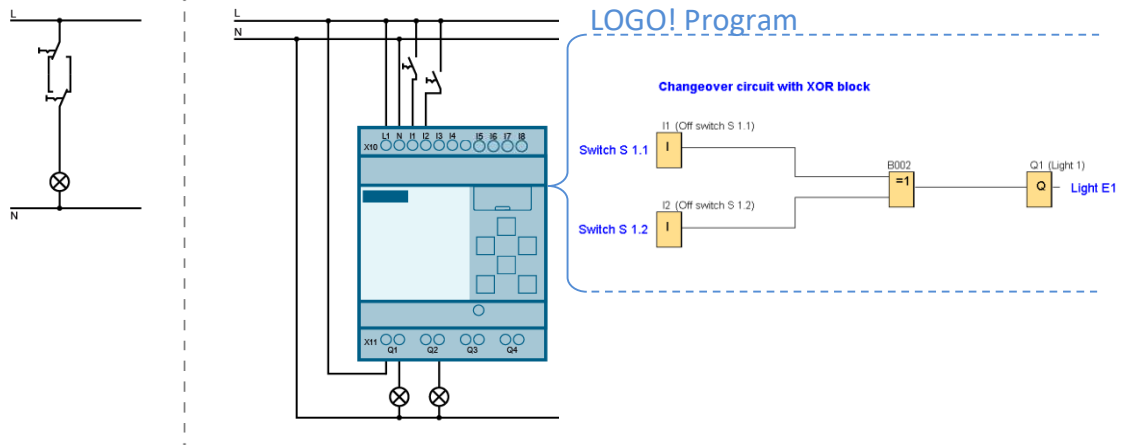 L
N
L
N
LOGO! Program
L1 N I1 I2 I3 I4 I5 I6 I7 I8
X10
X11
Q1 Q2 Q3 Q4
Changeover circuit with XOR block
I1 (Off switch S 1.1)
Switch S 1.1
I
B002
=1
Q1 (Light 1)
Q
Light E1
I2 (Off switch S 1.2)
Switch S 1.2
I